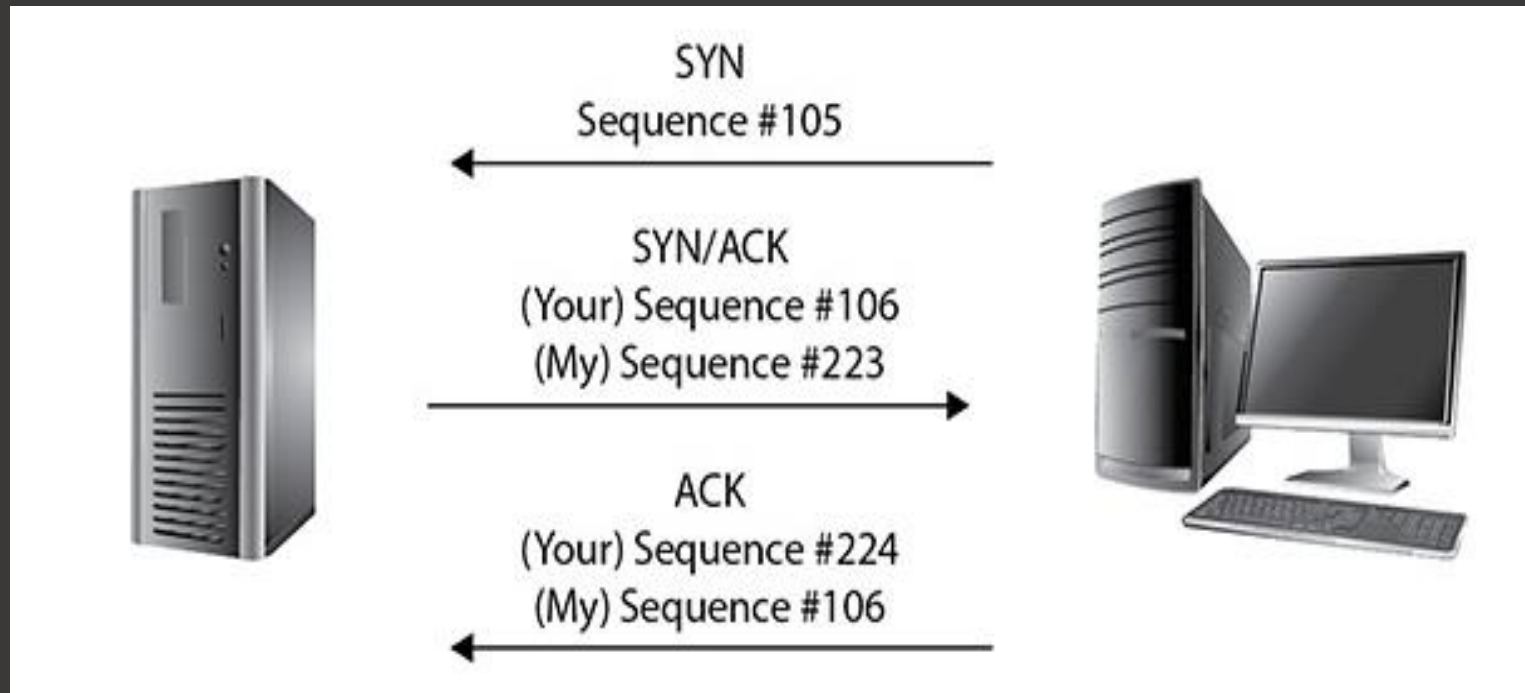 SYN
Sequence #105
SYN/ACK
(Your) Sequence #106
(My) Sequence #223
ACK
(Your) Sequence #224
(My) Sequence #106